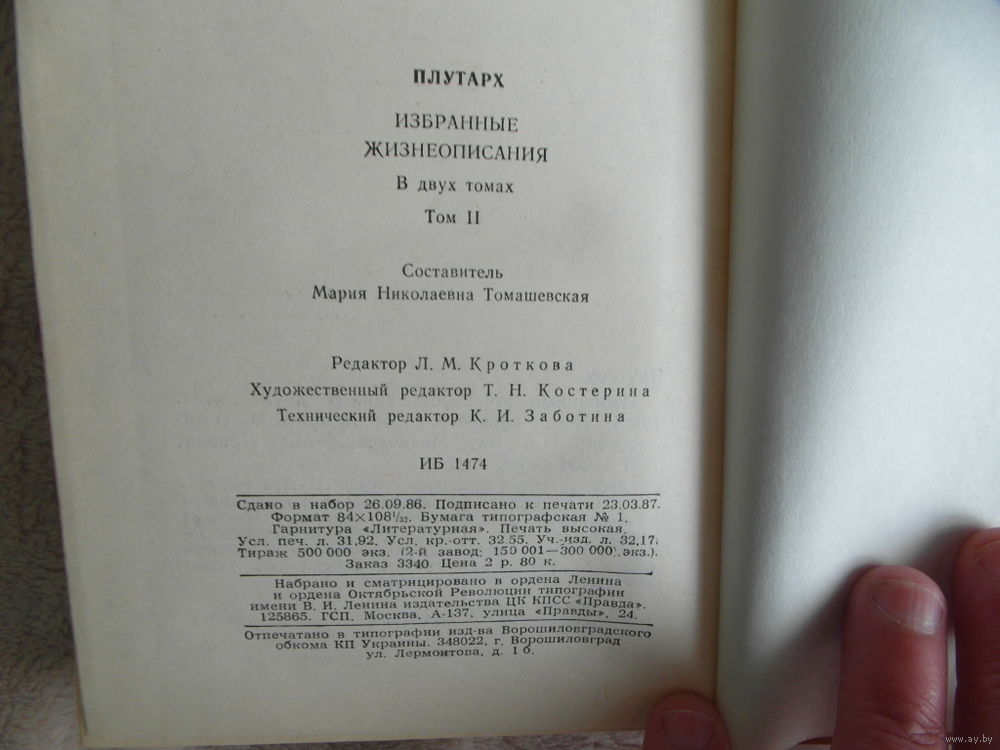 ПЛУТАРХ
ИЗБРАННЫЕ
ЖИЗНЕОПИСАНИЯ
В двух томах
Том II
Составитель
Мария Николаевна Томашевская
Редактор Л. М. Кроткова
Художественный редактор Т. Н. Костерина
Технический редактор К. И. Заботина
ИБ 1474
Сдано в набор 26.09.86. Подписано к печати 23.03.87.
Формат 84×108¹/₃₂. Бумага типографская № 1.
Гарнитура «Литературная». Печать высокая.
Усл. печ. л. 31,92. Усл. кр.-отт. 32,55. Уч.-изд. л. 32,17.
Тираж 500 000 экз. (2-й завод: 150 001—300 000 экз.).
Заказ 3340. Цена 2 р. 80 к.
Набрано и сматрицировано в ордена Ленина
и ордена Октябрьской Революции типографии
имени В. И. Ленина издательства ЦК КПСС «Правда».
125865. ГСП, Москва, А-137, улица «Правды», 24.
Отпечатано в типографии изд-ва Ворошиловградского
обкома КП Украины. 348022, г. Ворошиловград
ул. Лермонтова, д. 1 б.
www.ay.by